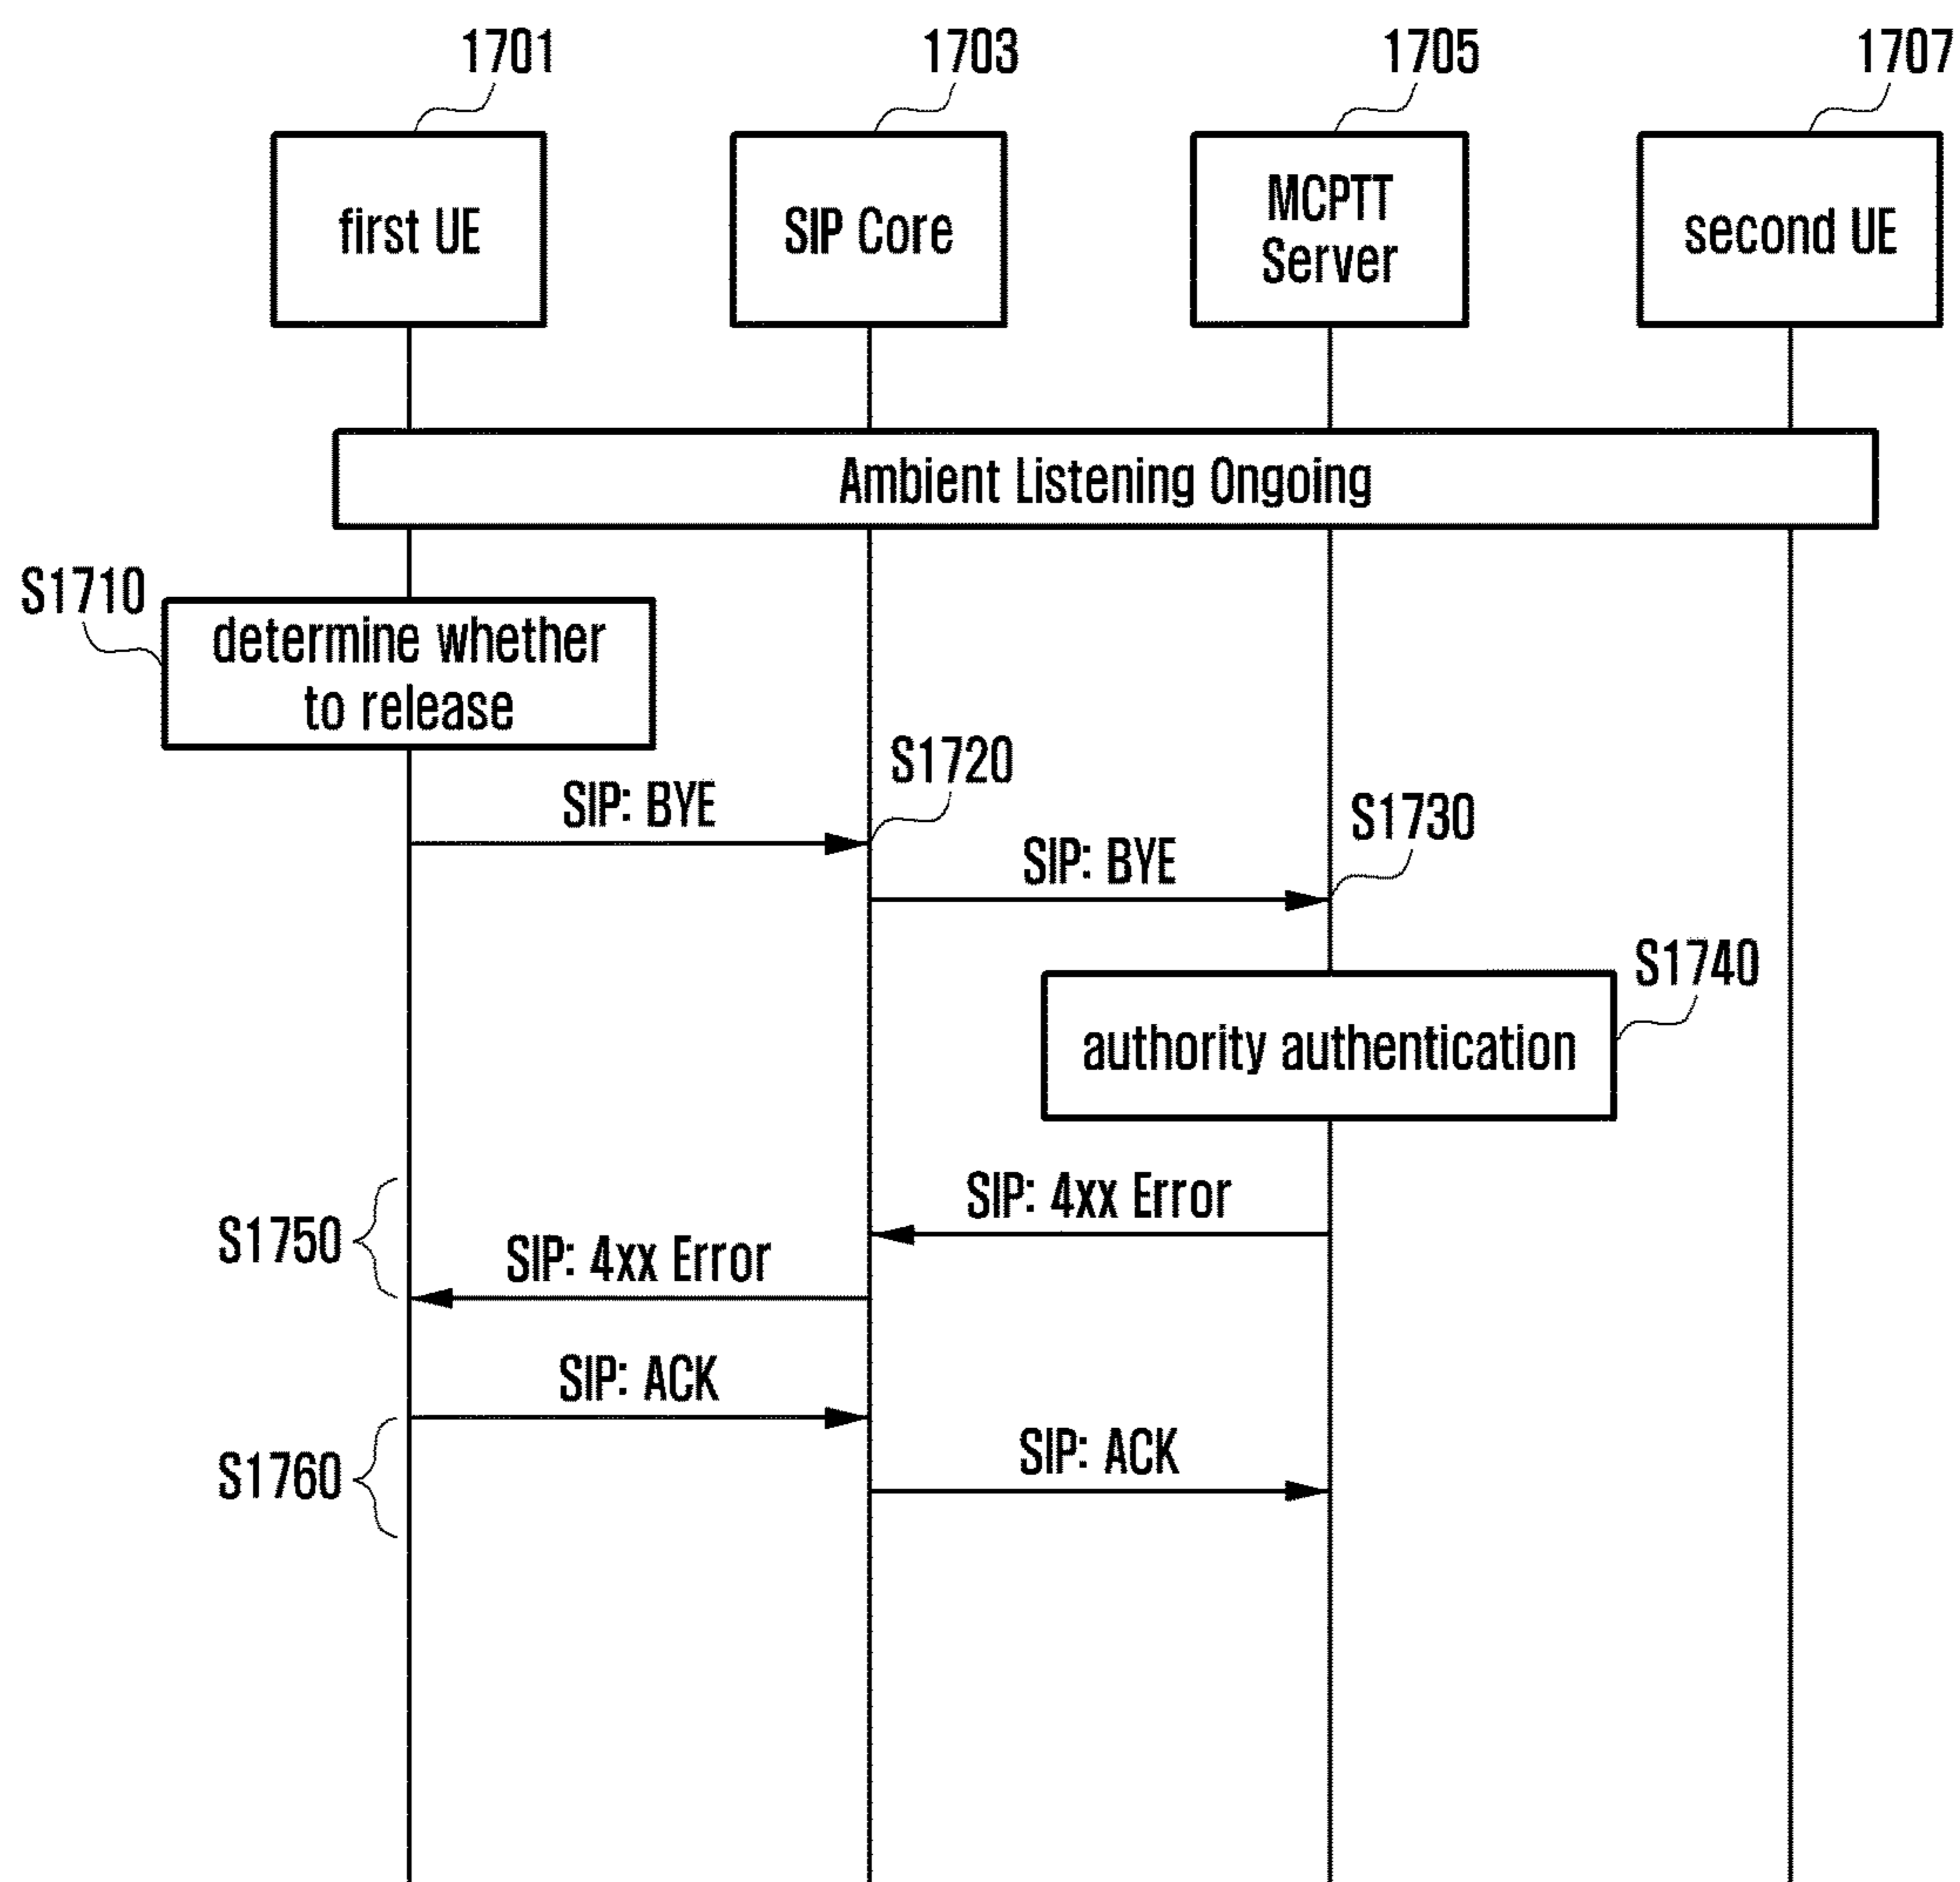 1701
1703
1705
1707
first UE
SIP Core
MCPTT
Server
second UE
Ambient Listening Ongoing
S1710
determine whether
to release
SIP: BYE
S1720
SIP: BYE
S1730
authority authentication
S1740
SIP: 4xx Error
S1750
SIP: 4xx Error
SIP: ACK
S1760
SIP: ACK